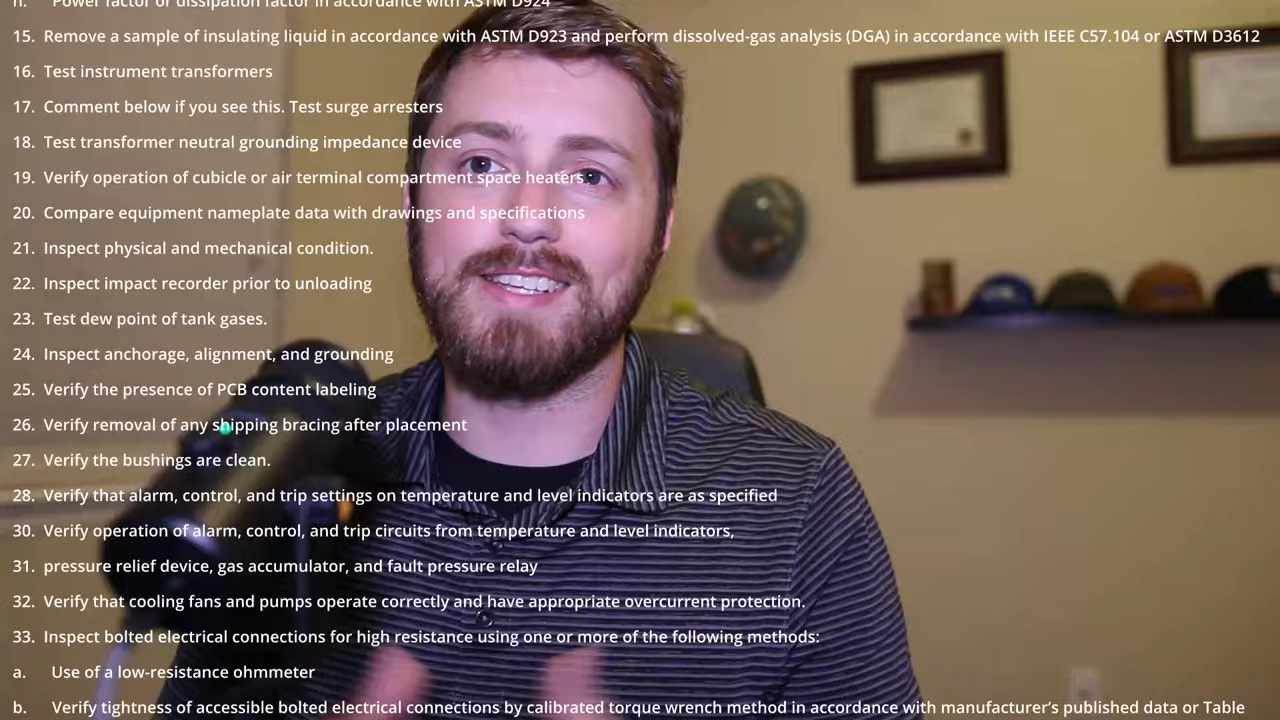 n. Power factor or dissipation factor in accordance with ASTM D924
15. Remove a sample of insulating liquid in accordance with ASTM D923 and perform dissolved-gas analysis (DGA) in accordance with IEEE C57.104 or ASTM D3612
16. Test instrument transformers
17. Comment below if you see this. Test surge arresters
18. Test transformer neutral grounding impedance device
19. Verify operation of cubicle or air terminal compartment space heaters
20. Compare equipment nameplate data with drawings and specifications
21. Inspect physical and mechanical condition.
22. Inspect impact recorder prior to unloading
23. Test dew point of tank gases.
24. Inspect anchorage, alignment, and grounding
25. Verify the presence of PCB content labeling
26. Verify removal of any shipping bracing after placement
27. Verify the bushings are clean.
28. Verify that alarm, control, and trip settings on temperature and level indicators are as specified
30. Verify operation of alarm, control, and trip circuits from temperature and level indicators,
31. pressure relief device, gas accumulator, and fault pressure relay
32. Verify that cooling fans and pumps operate correctly and have appropriate overcurrent protection.
33. Inspect bolted electrical connections for high resistance using one or more of the following methods:
a. Use of a low-resistance ohmmeter
b. Verify tightness of accessible bolted electrical connections by calibrated torque wrench method in accordance with manufacturer's published data or Table